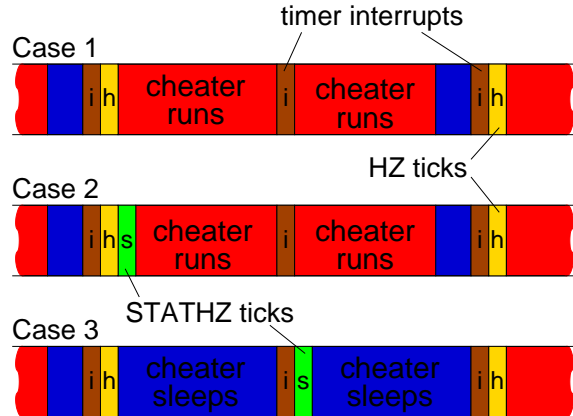 timer interrupts
Case 1
i h cheater runs i cheater runs i h
HZ ticks
Case 2
i h s cheater runs i cheater runs i h
STATHZ ticks
Case 3
i h cheater sleeps i s cheater sleeps i h